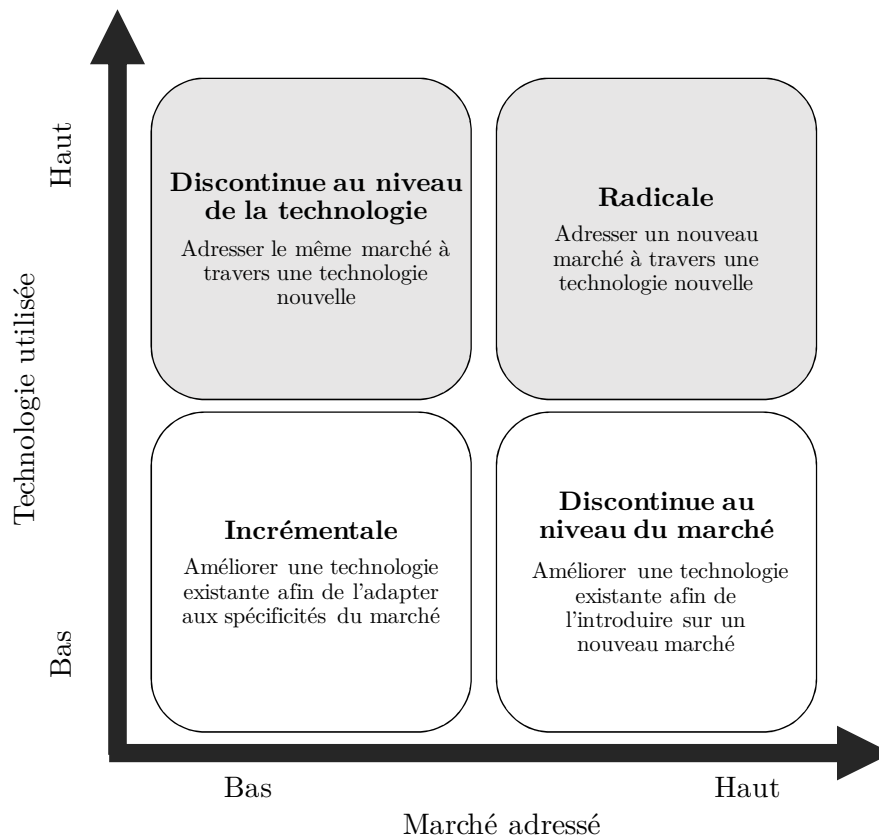 Technologie utilisée
Haut
Bas
Discontinue au niveau
de la technologie
Adresser le même marché à
travers une technologie
nouvelle
Radicale
Adresser un nouveau
marché à travers une
technologie nouvelle
Incrémentale
Améliorer une technologie
existante afin de l'adapter
aux spécificités du marché
Discontinue au
niveau du marché
Améliorer une technologie
existante afin de
l'introduire sur un
nouveau marché
Bas
Haut
Marché adressé